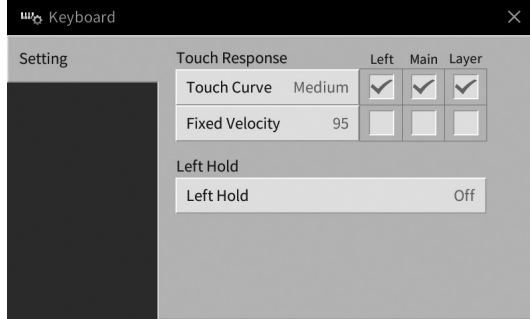 Keyboard
Setting
Touch Response Left Main Layer
Touch Curve Medium
Fixed Velocity 95
Left Hold
Left Hold Off